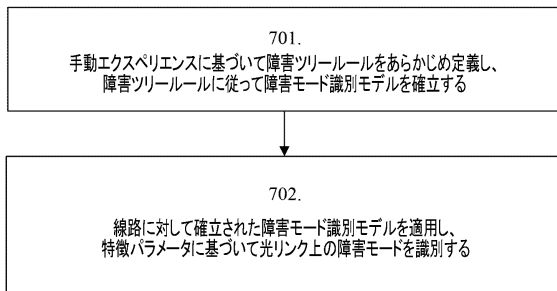 701.
手動エクスペリエンスに基づいて障害ツリールールをあらかじめ定義し、
障害ツリールールに従って障害モード識別モデルを確立する
702.
線路に対して確立された障害モード識別モデルを適用し、
特徴パラメータに基づいて光リンク上の障害モードを識別する